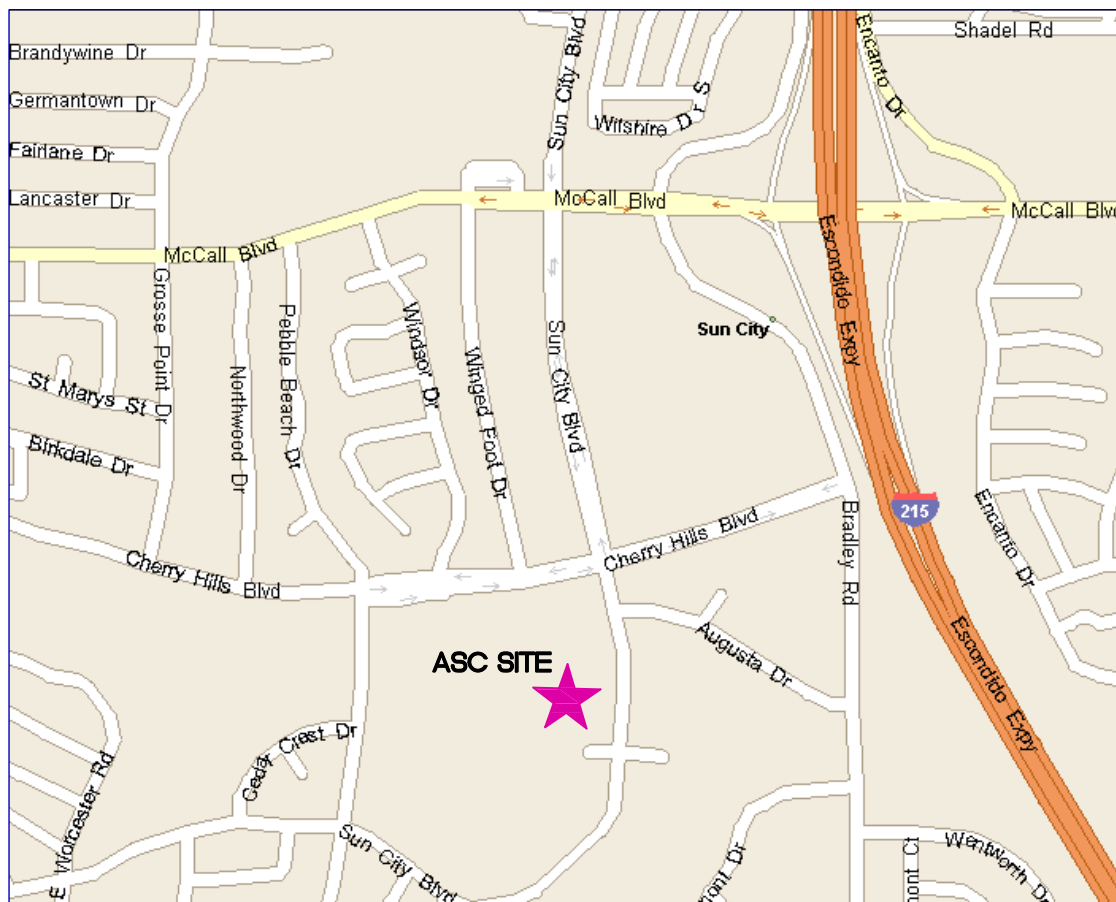 Shadel Rd
Brandywine Dr
Sun City Blvd
Encanto Dr
Germantown Dr
Wilshire Dr S
Fairlane Dr
Lancaster Dr
McCall Blvd
McCall Blvd
McCall Blvd
Grosse Point Dr
Escondido Expy
Pebble Beach Dr
Windsor Dr
Sun City
Sun City Blvd
Winged Foot Dr
Northwood Dr
St Marys St
Birkdale Dr
215
Encanto Dr
Bradley Rd
Cherry Hills Blvd
Cherry Hills Blvd
Augusta Dr
Escondido Expy
ASC SITE
Cedar Crest Dr
E Worcester Rd
Sun City Blvd
mont Dr
mont Ct
Wentworth Dr